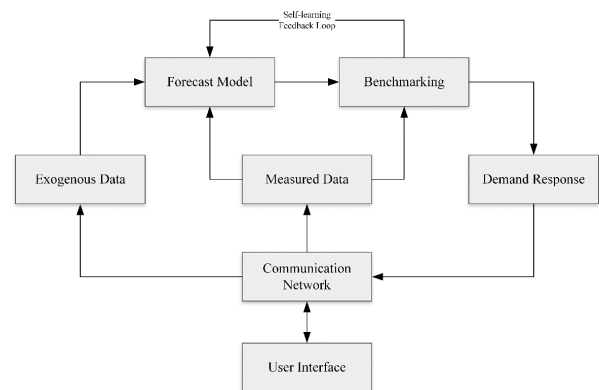 Self-learning
Feedback Loop
Forecast Model
Benchmarking
Exogenous Data
Measured Data
Demand Response
Communication
Network
User Interface